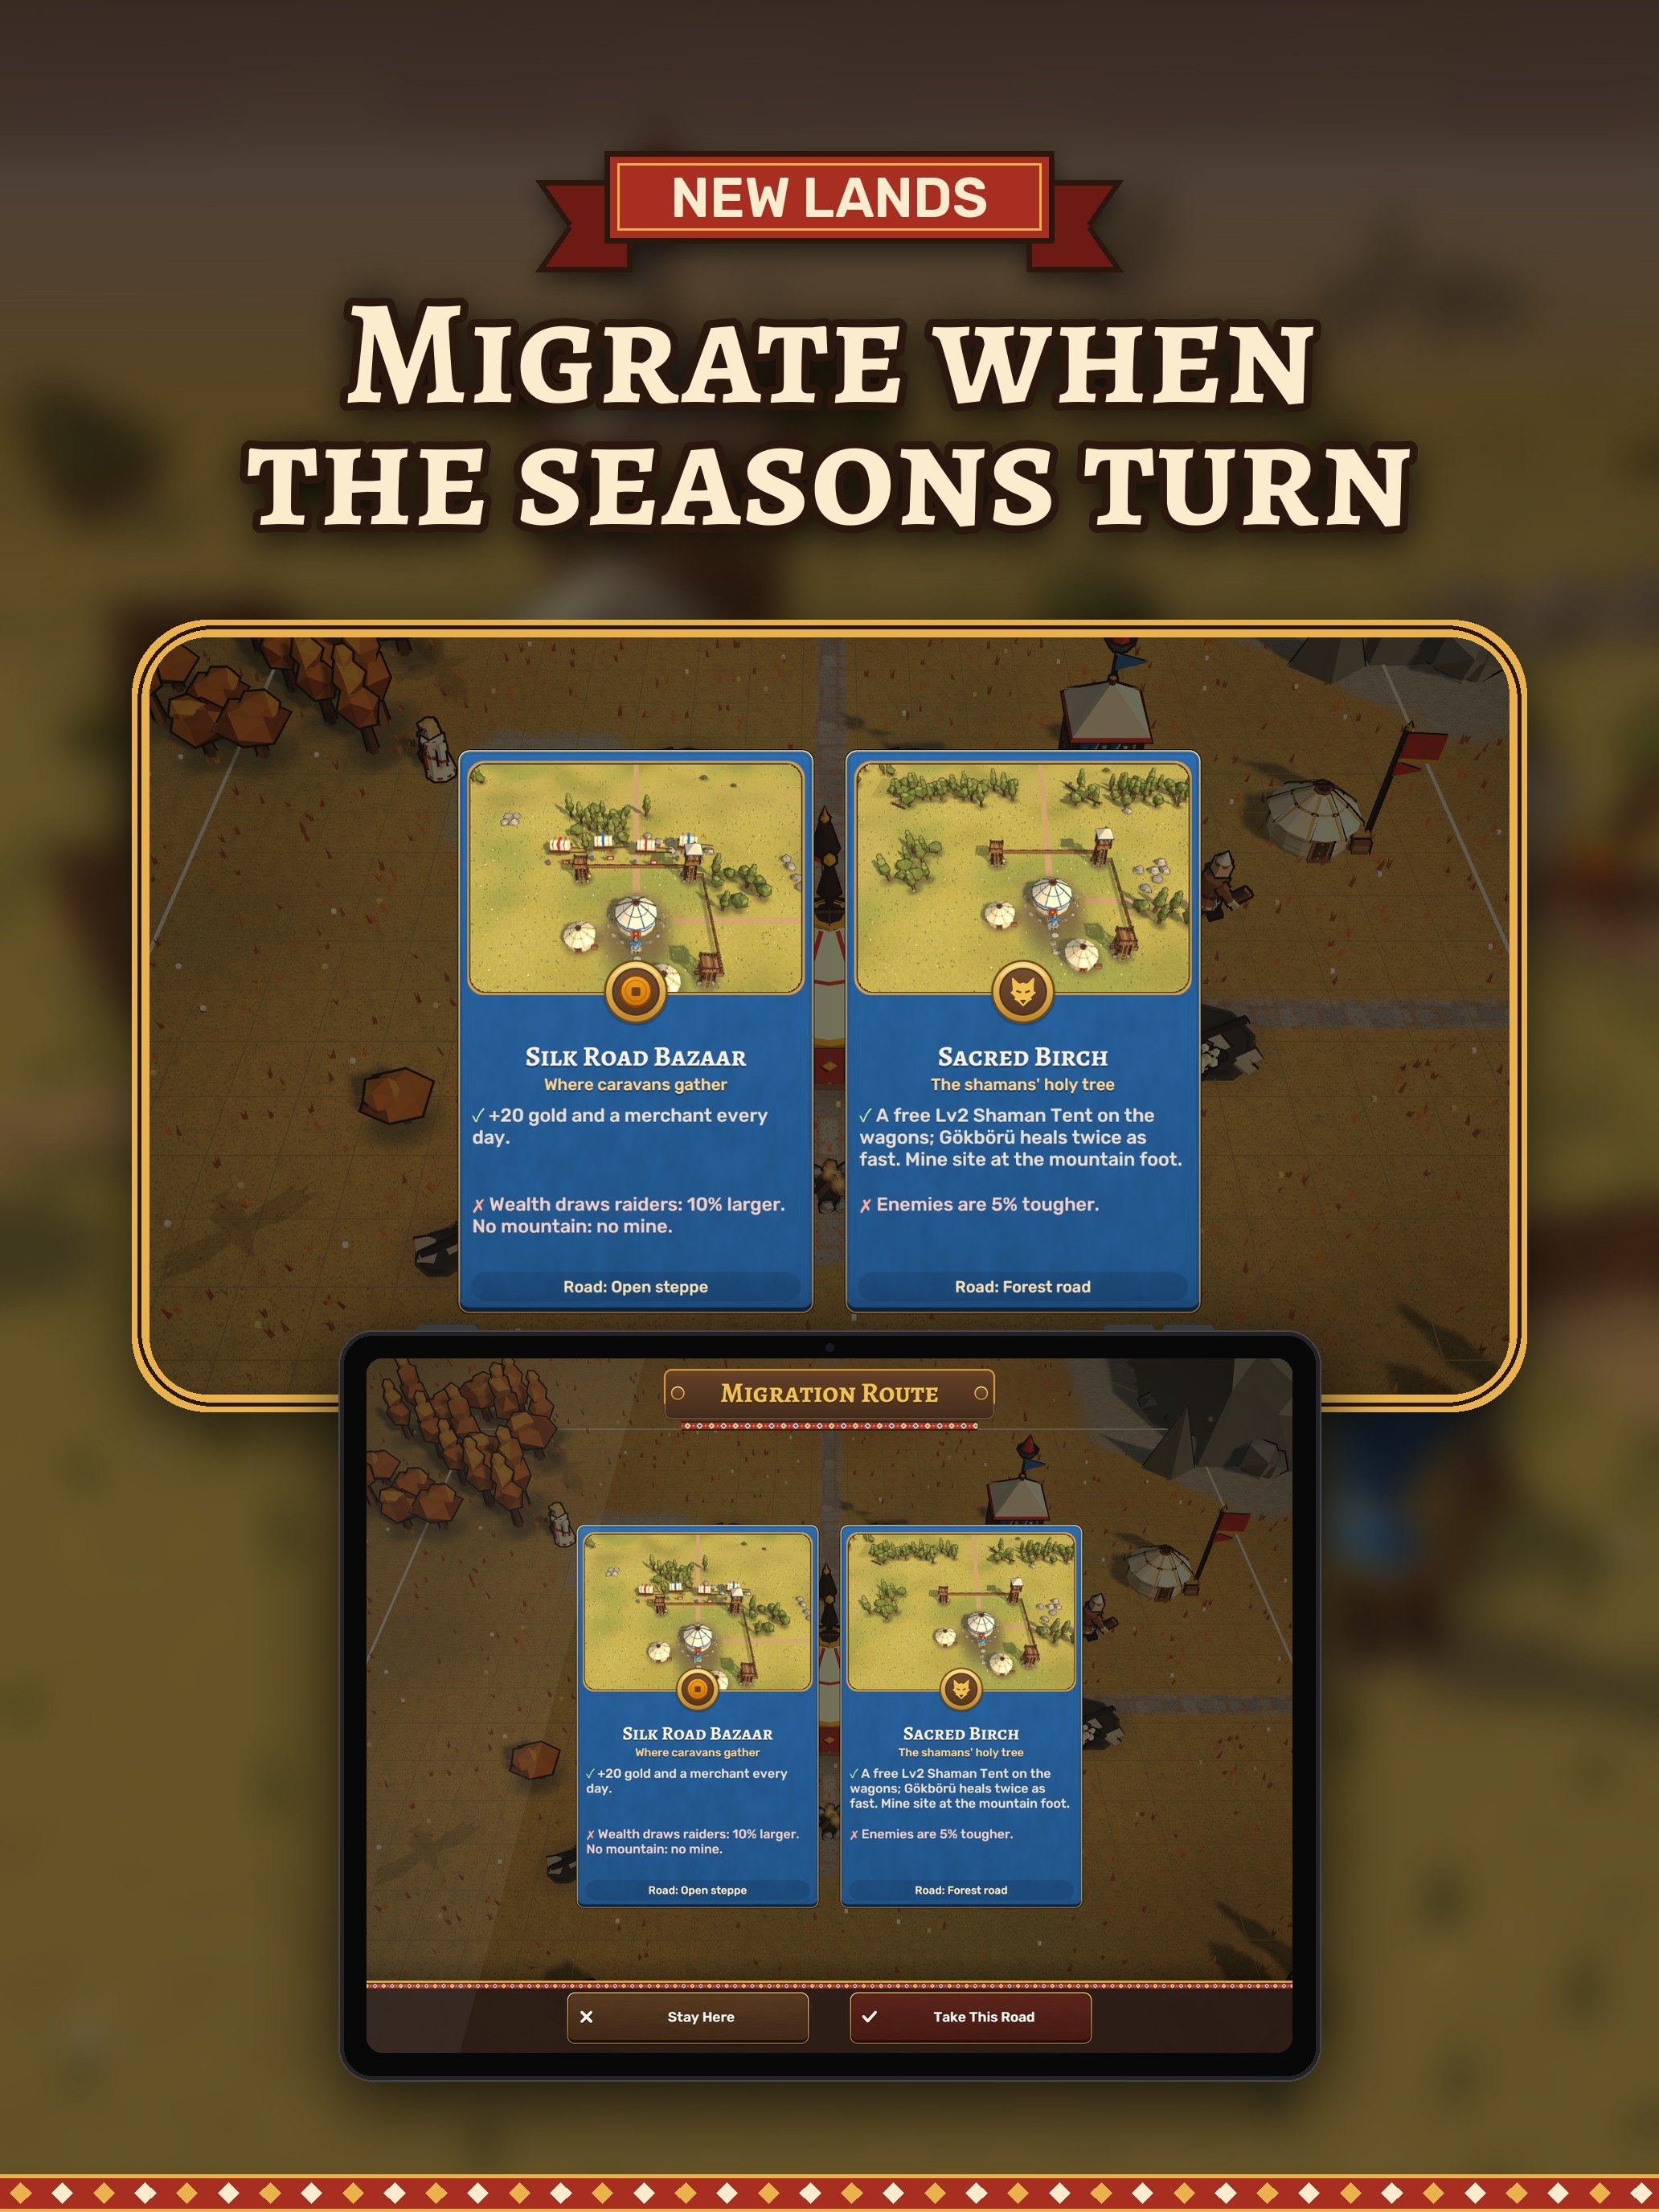 NEW LANDS
MIGRATE WHEN
THE SEASONS TURN
SILK ROAD BAZAAR
Where caravans gather
✓ +20 gold and a merchant every
day.
✗ Wealth draws raiders: 10% larger.
No mountain: no mine.
Road: Open steppe
SACRED BIRCH
The shamans' holy tree
✓ A free Lv2 Shaman Tent on the
wagons; Gökbörü heals twice as
fast. Mine site at the mountain foot.
✗ Enemies are 5% tougher.
Road: Forest road
MIGRATION ROUTE
SILK ROAD BAZAAR
Where caravans gather
✓ +20 gold and a merchant every
day.
✗ Wealth draws raiders: 10% larger.
No mountain: no mine.
Road: Open steppe
SACRED BIRCH
The shamans' holy tree
✓ A free Lv2 Shaman Tent on the
wagons; Gökbörü heals twice as
fast. Mine site at the mountain foot.
✗ Enemies are 5% tougher.
Road: Forest road
Stay Here
Take This Road